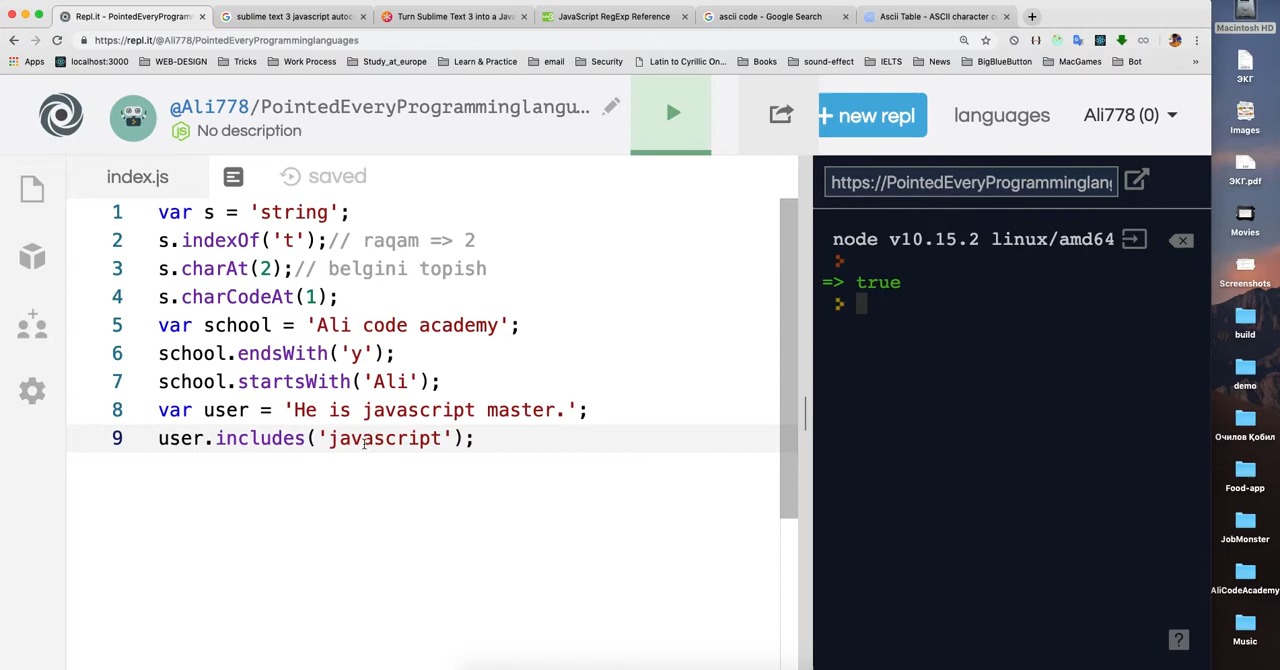 Repl.it - PointedEveryProgramm
sublime text 3 javascript autoc
Turn Sublime Text 3 into a Jav
JavaScript RegExp Reference
ascii code - Google Search
Ascii Table - ASCII character c
Macintosh HD
https://repl.it/@Ali778/PointedEveryProgramminglanguages
Apps
localhost:3000
WEB-DESIGN
Tricks
Work Process
Study_at_europe
Learn & Practice
email
Security
Latin to Cyrillic On...
Books
sound-effect
IELTS
News
BigBlueButton
MacGames
Bot
»
ЭКГ
@Ali778/PointedEveryProgramminglangu...
No description
+ new repl
languages
Ali778 (0)
Images
index.js
saved
https://PointedEveryProgramminglang
ЭКГ.pdf
1 var s = 'string';
2 s.indexOf('t');// raqam => 2
3 s.charAt(2);// belgini topish
4 s.charCodeAt(1);
5 var school = 'Ali code academy';
6 school.endsWith('y');
7 school.startsWith('Ali');
8 var user = 'He is javascript master.';
9 user.includes('javascript');
node v10.15.2 linux/amd64
=> true
Movies
Screenshots
build
demo
Очилов Кобил
Food-app
JobMonster
AliCodeAcademy
Music
?